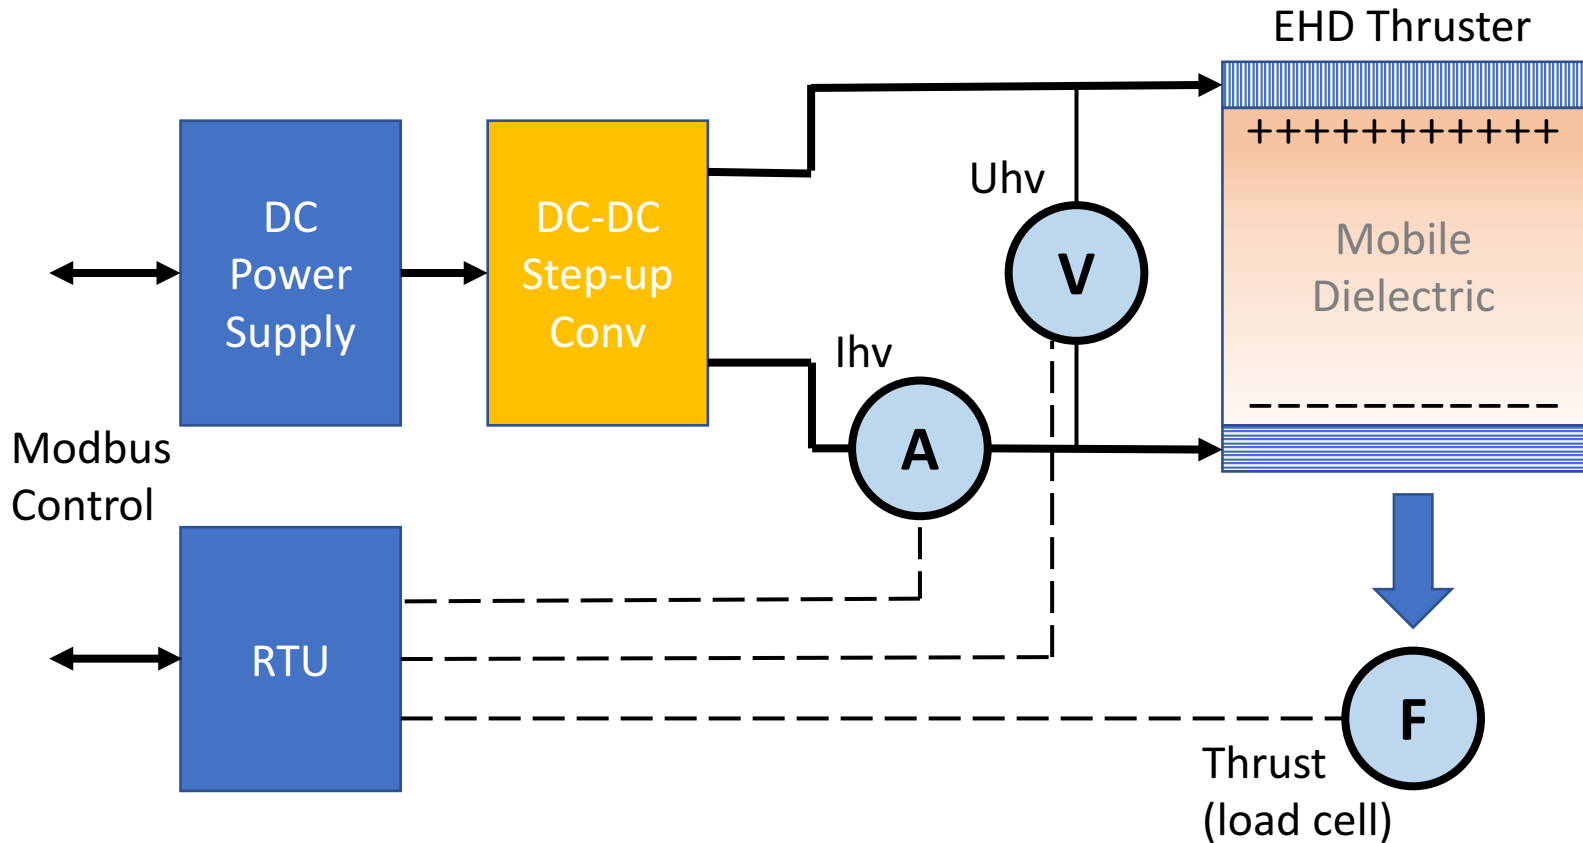 EHD Thruster
++++++++++
Uhv
DC
Power
Supply
DC-DC
Step-up
Conv
V
Mobile
Dielectric
Ihv
A
Modbus
Control
RTU
F
Thrust
(load cell)